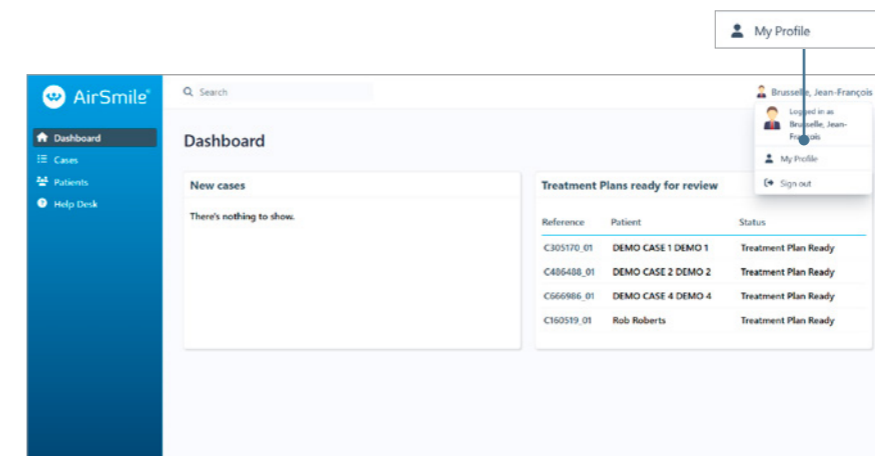 My Profile
AirSmile®
Search
Brusselle, Jean-François
Logged in as
Brusselle, Jean-
François
My Profile
Sign out
Dashboard
Cases
Patients
Help Desk
Dashboard
New cases
There's nothing to show.
Treatment Plans ready for review
Reference Patient Status
C305170_01 DEMO CASE 1 DEMO 1 Treatment Plan Ready
C486488_01 DEMO CASE 2 DEMO 2 Treatment Plan Ready
C666986_01 DEMO CASE 4 DEMO 4 Treatment Plan Ready
C160519_01 Rob Roberts Treatment Plan Ready